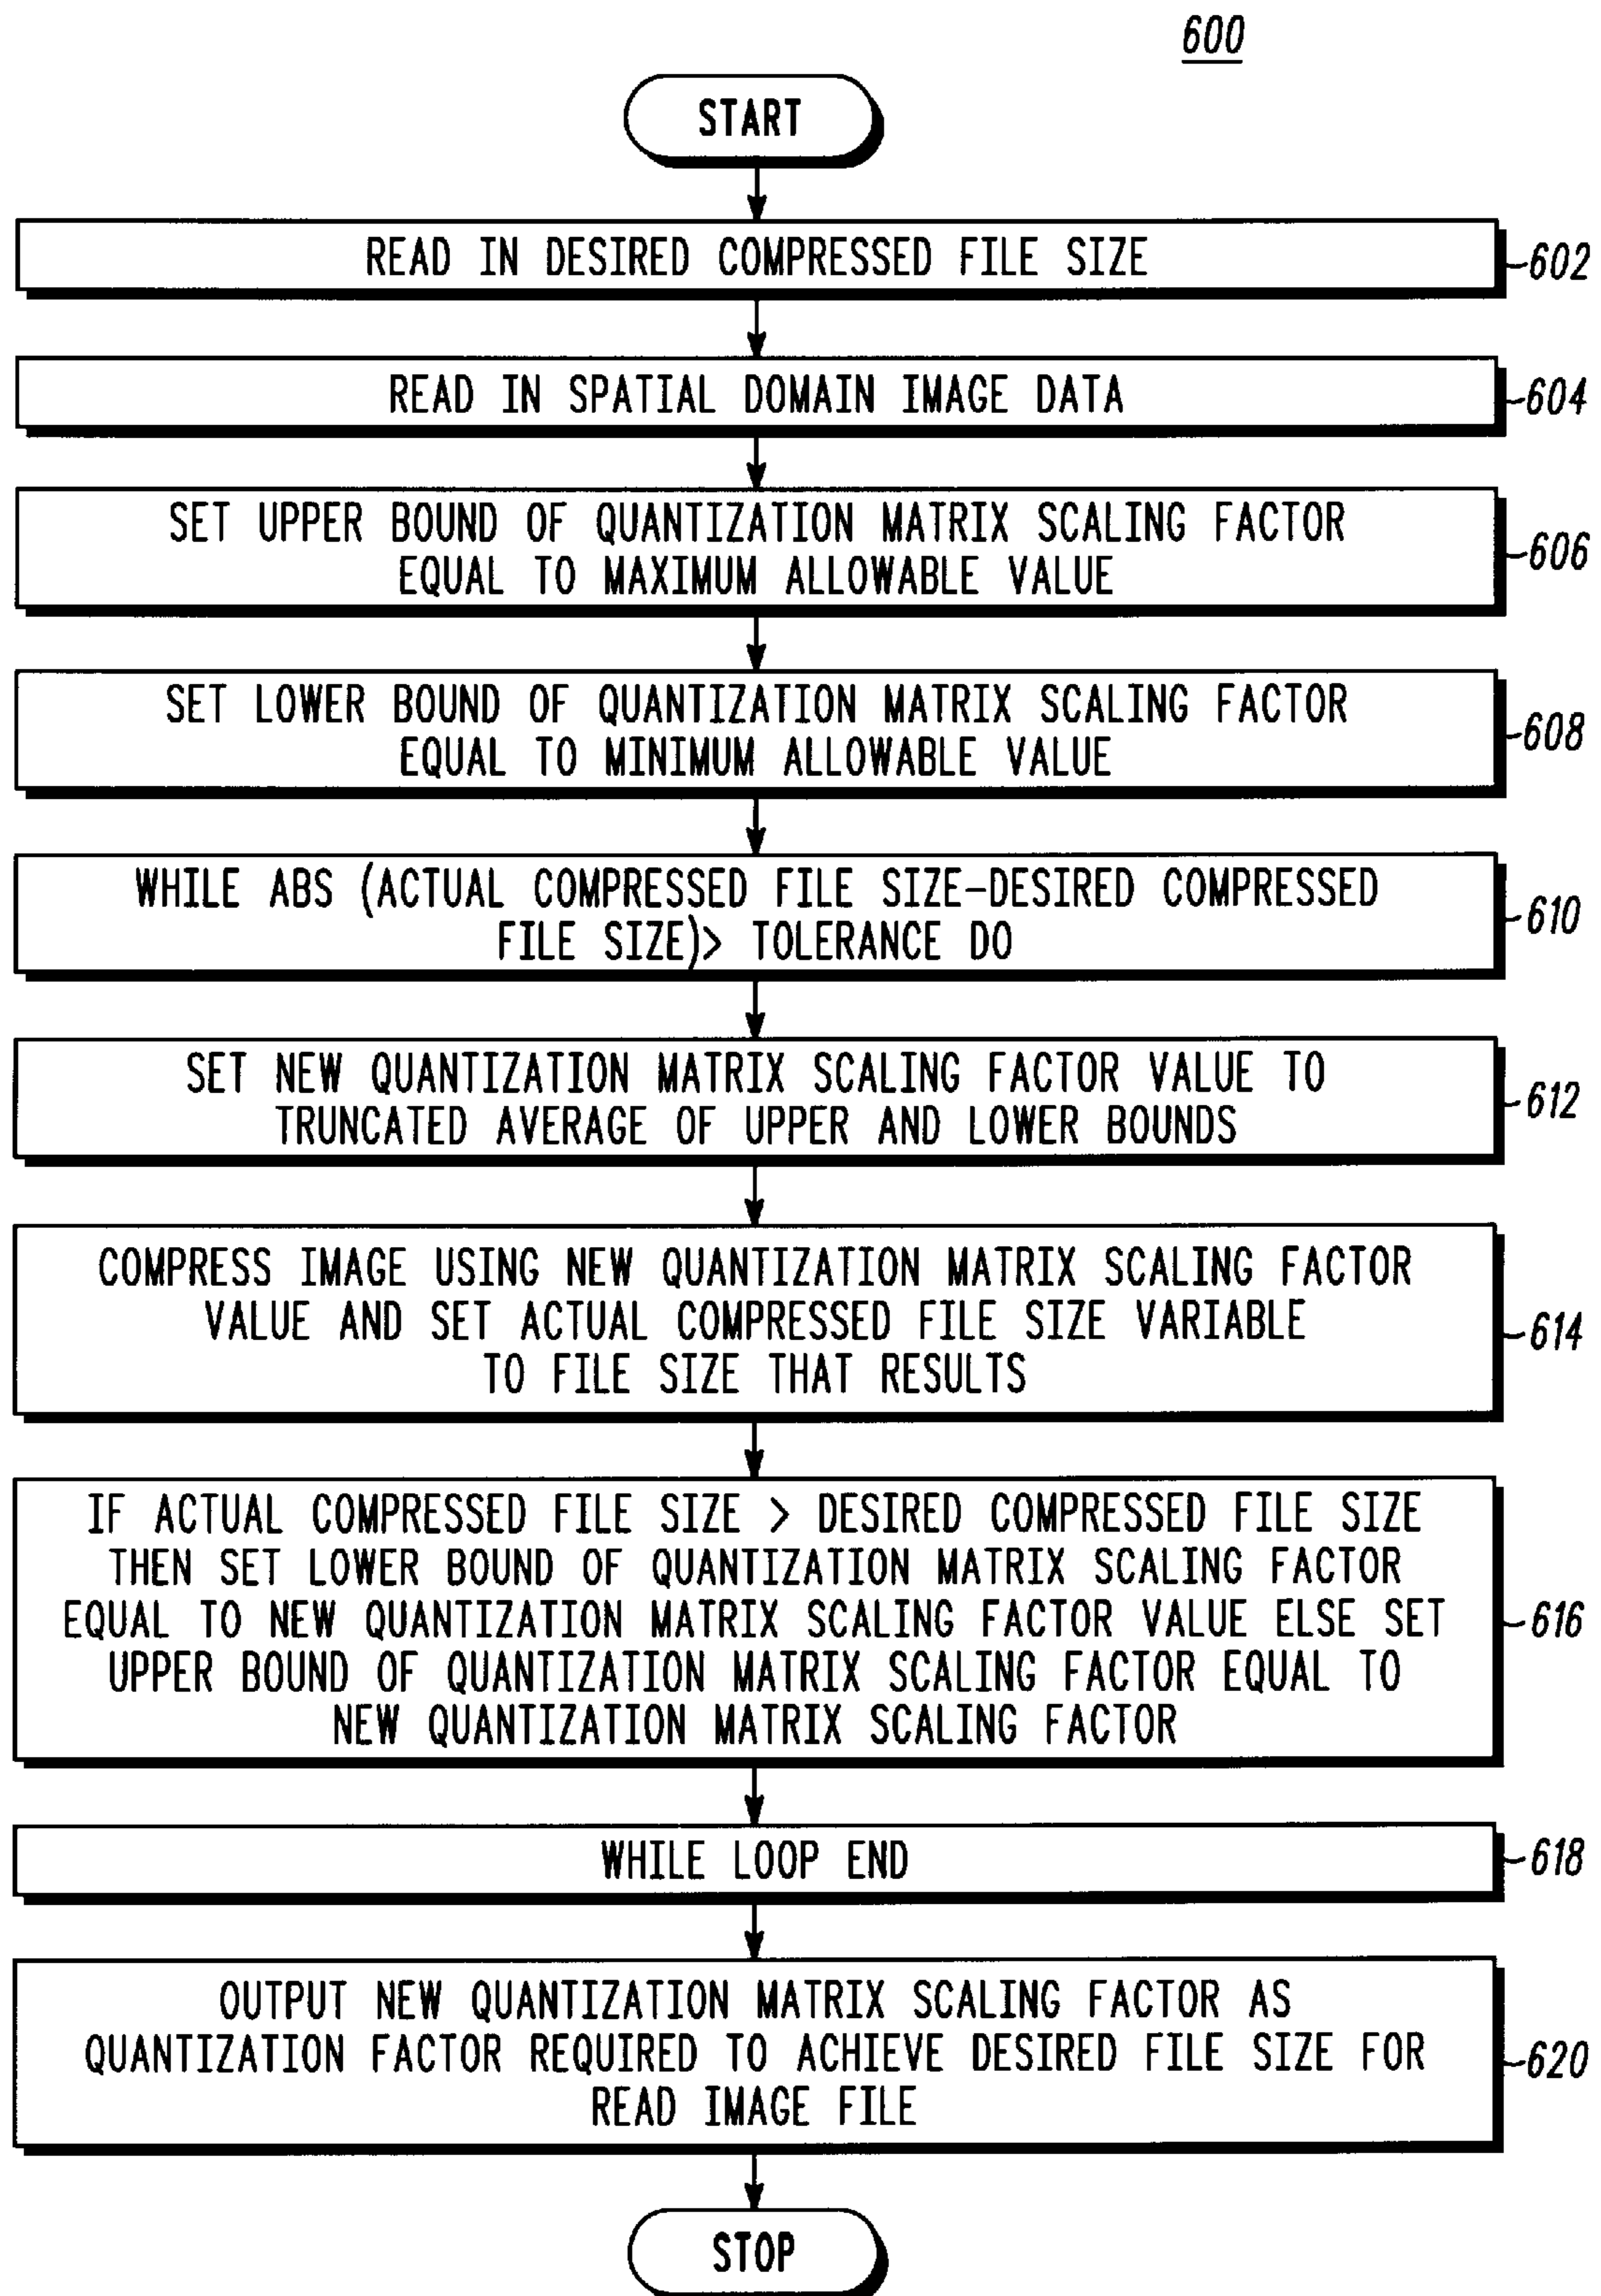 600
START
READ IN DESIRED COMPRESSED FILE SIZE
602
READ IN SPATIAL DOMAIN IMAGE DATA
604
SET UPPER BOUND OF QUANTIZATION MATRIX SCALING FACTOR
EQUAL TO MAXIMUM ALLOWABLE VALUE
606
SET LOWER BOUND OF QUANTIZATION MATRIX SCALING FACTOR
EQUAL TO MINIMUM ALLOWABLE VALUE
608
WHILE ABS (ACTUAL COMPRESSED FILE SIZE-DESIRED COMPRESSED
FILE SIZE)> TOLERANCE DO
610
SET NEW QUANTIZATION MATRIX SCALING FACTOR VALUE TO
TRUNCATED AVERAGE OF UPPER AND LOWER BOUNDS
612
COMPRESS IMAGE USING NEW QUANTIZATION MATRIX SCALING FACTOR
VALUE AND SET ACTUAL COMPRESSED FILE SIZE VARIABLE
TO FILE SIZE THAT RESULTS
614
IF ACTUAL COMPRESSED FILE SIZE > DESIRED COMPRESSED FILE SIZE
THEN SET LOWER BOUND OF QUANTIZATION MATRIX SCALING FACTOR
EQUAL TO NEW QUANTIZATION MATRIX SCALING FACTOR VALUE ELSE SET
UPPER BOUND OF QUANTIZATION MATRIX SCALING FACTOR EQUAL TO
NEW QUANTIZATION MATRIX SCALING FACTOR
616
WHILE LOOP END
618
OUTPUT NEW QUANTIZATION MATRIX SCALING FACTOR AS
QUANTIZATION FACTOR REQUIRED TO ACHIEVE DESIRED FILE SIZE FOR
READ IMAGE FILE
620
STOP